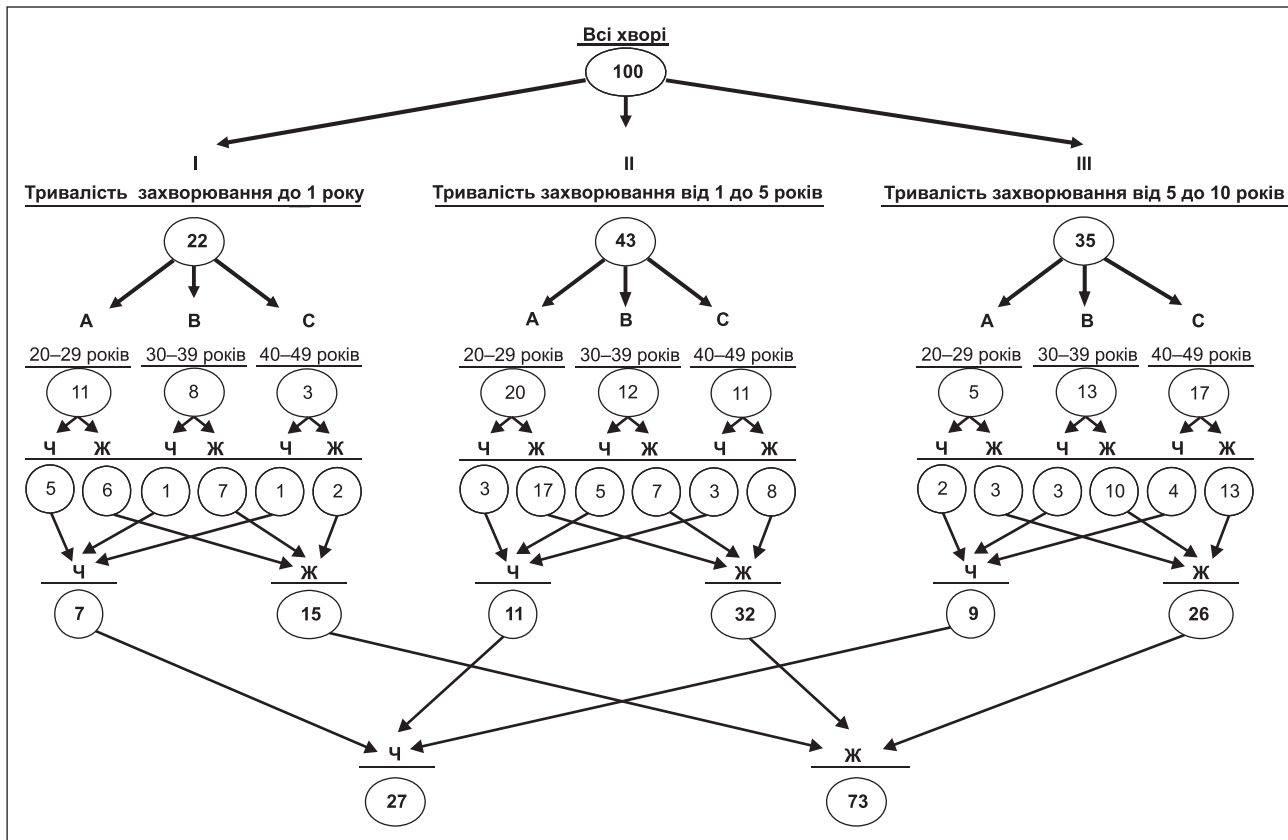 Всі хворі
100
I II III
Тривалість захворювання до 1 року Тривалість захворювання від 1 до 5 років Тривалість захворювання від 5 до 10 років
22 43 35
A B C A B C A B C
20–29 років 30–39 років 40–49 років 20–29 років 30–39 років 40–49 років 20–29 років 30–39 років 40–49 років
11 8 3 20 12 11 5 13 17
Ч Ж Ч Ж Ч Ж Ч Ж Ч Ж Ч Ж Ч Ж Ч Ж Ч Ж
5 6 1 7 1 2 3 17 5 7 3 8 2 3 3 10 4 13
Ч Ж Ч Ж Ч Ж
7 15 11 32 9 26
Ч Ж
27 73